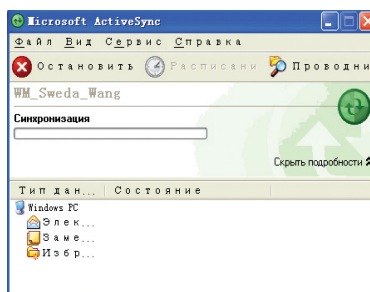 Microsoft ActiveSync
Файл Вид Сервис Справка
Остановить Расписани Проводни
WM_Sweda_Wang
Синхронизация
Скрыть подробности
Тип дан... Состояние
Windows PC
Элек...
Заме...
Избр...